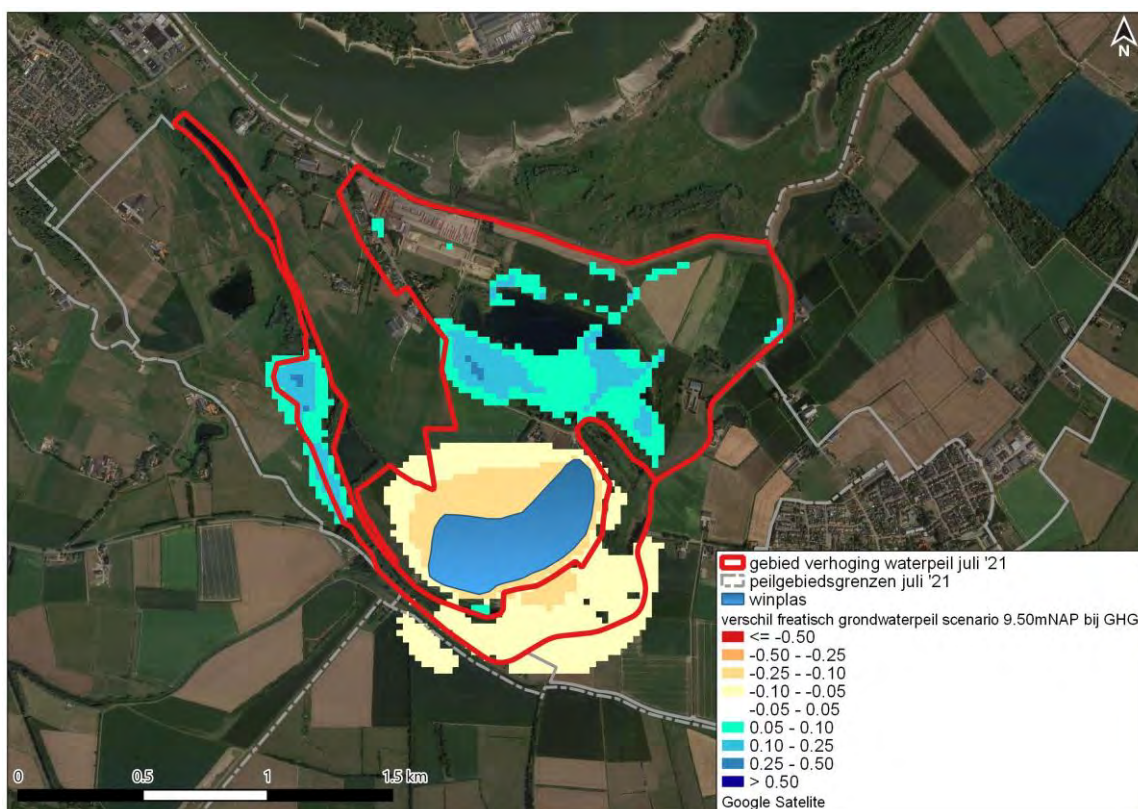 N
gebied verhoging waterpeil juli '21
peilgebiedsgrenzen juli '21
winplas
verschil freatisch grondwaterpeil scenario 9.50mNAP bij GHG
<= -0.50
-0.50 - -0.25
-0.25 - -0.10
-0.10 - -0.05
-0.05 - 0.05
0.05 - 0.10
0.10 - 0.25
0.25 - 0.50
> 0.50
Google Satelite
0 0.5 1 1.5 km